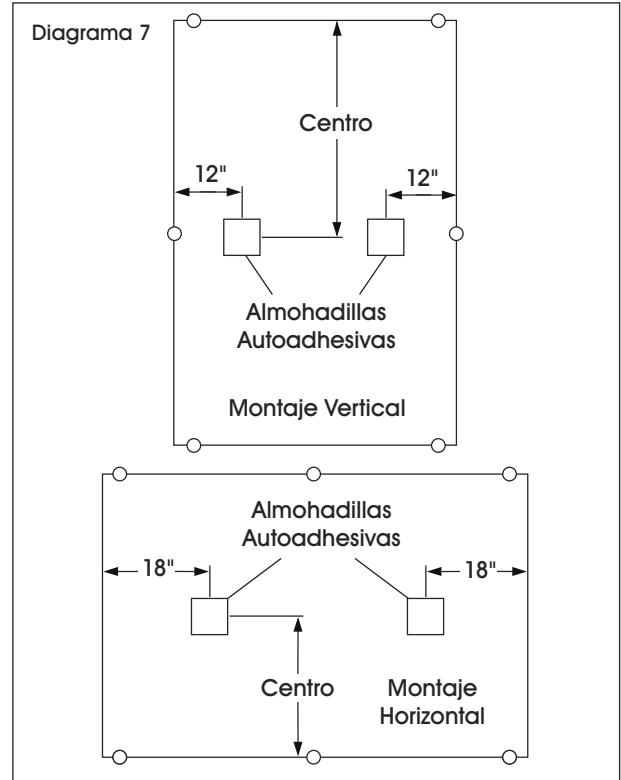 Diagrama 7
Centro
12"
12"
Almohadillas
Autoadhesivas
Montaje Vertical
Almohadillas
Autoadhesivas
18"
18"
Centro
Montaje
Horizontal